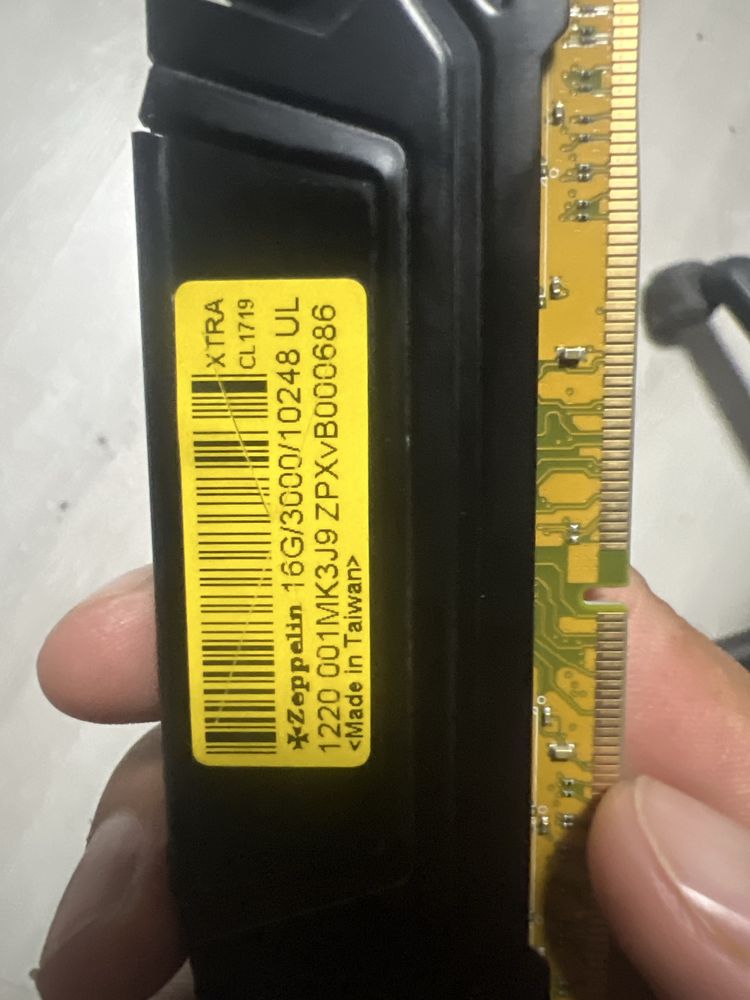 XTRA
CL1719
Zeppelin 16G/3000/10248 UL
1220 001MK3J9 ZPXvB000686
<Made in Taiwan>